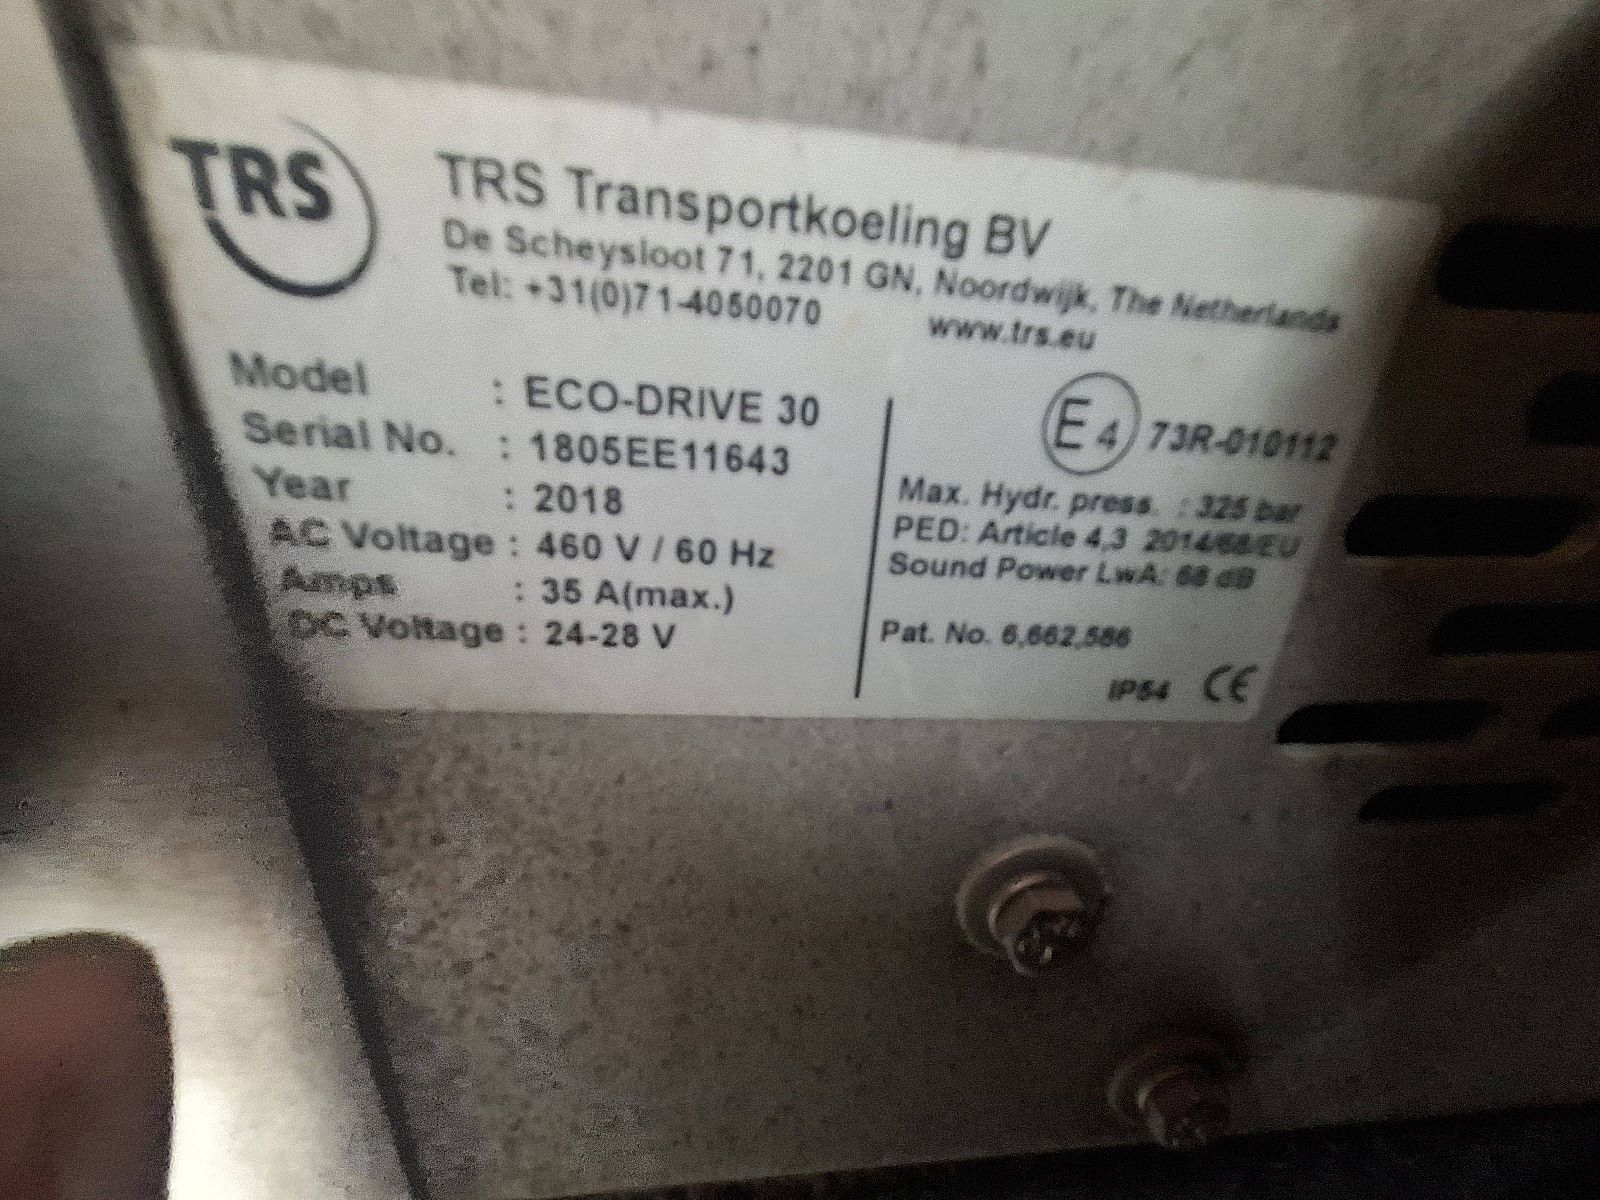 TRS
TRS Transportkoeling BV
De Scheysloot 71, 2201 GN, Noordwijk, The Netherlands
Tel: +31(0)71-4050070 www.trs.eu
Model : ECO-DRIVE 30
Serial No. : 1805EE11643
Year : 2018
AC Voltage : 460 V / 60 Hz
Amps : 35 A(max.)
DC Voltage : 24-28 V
E4 73R-010112
Max. Hydr. press. : 325 bar
PED: Article 4,3 2014/68/EU
Sound Power LwA: 68 dB
Pat. No. 6,662,586
IP54 CE